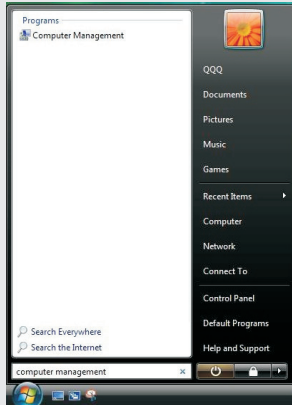 Programs
Computer Management
Search Everywhere
Search the Internet
computer management
QQQ
Documents
Pictures
Music
Games
Recent Items
Computer
Network
Connect To
Control Panel
Default Programs
Help and Support